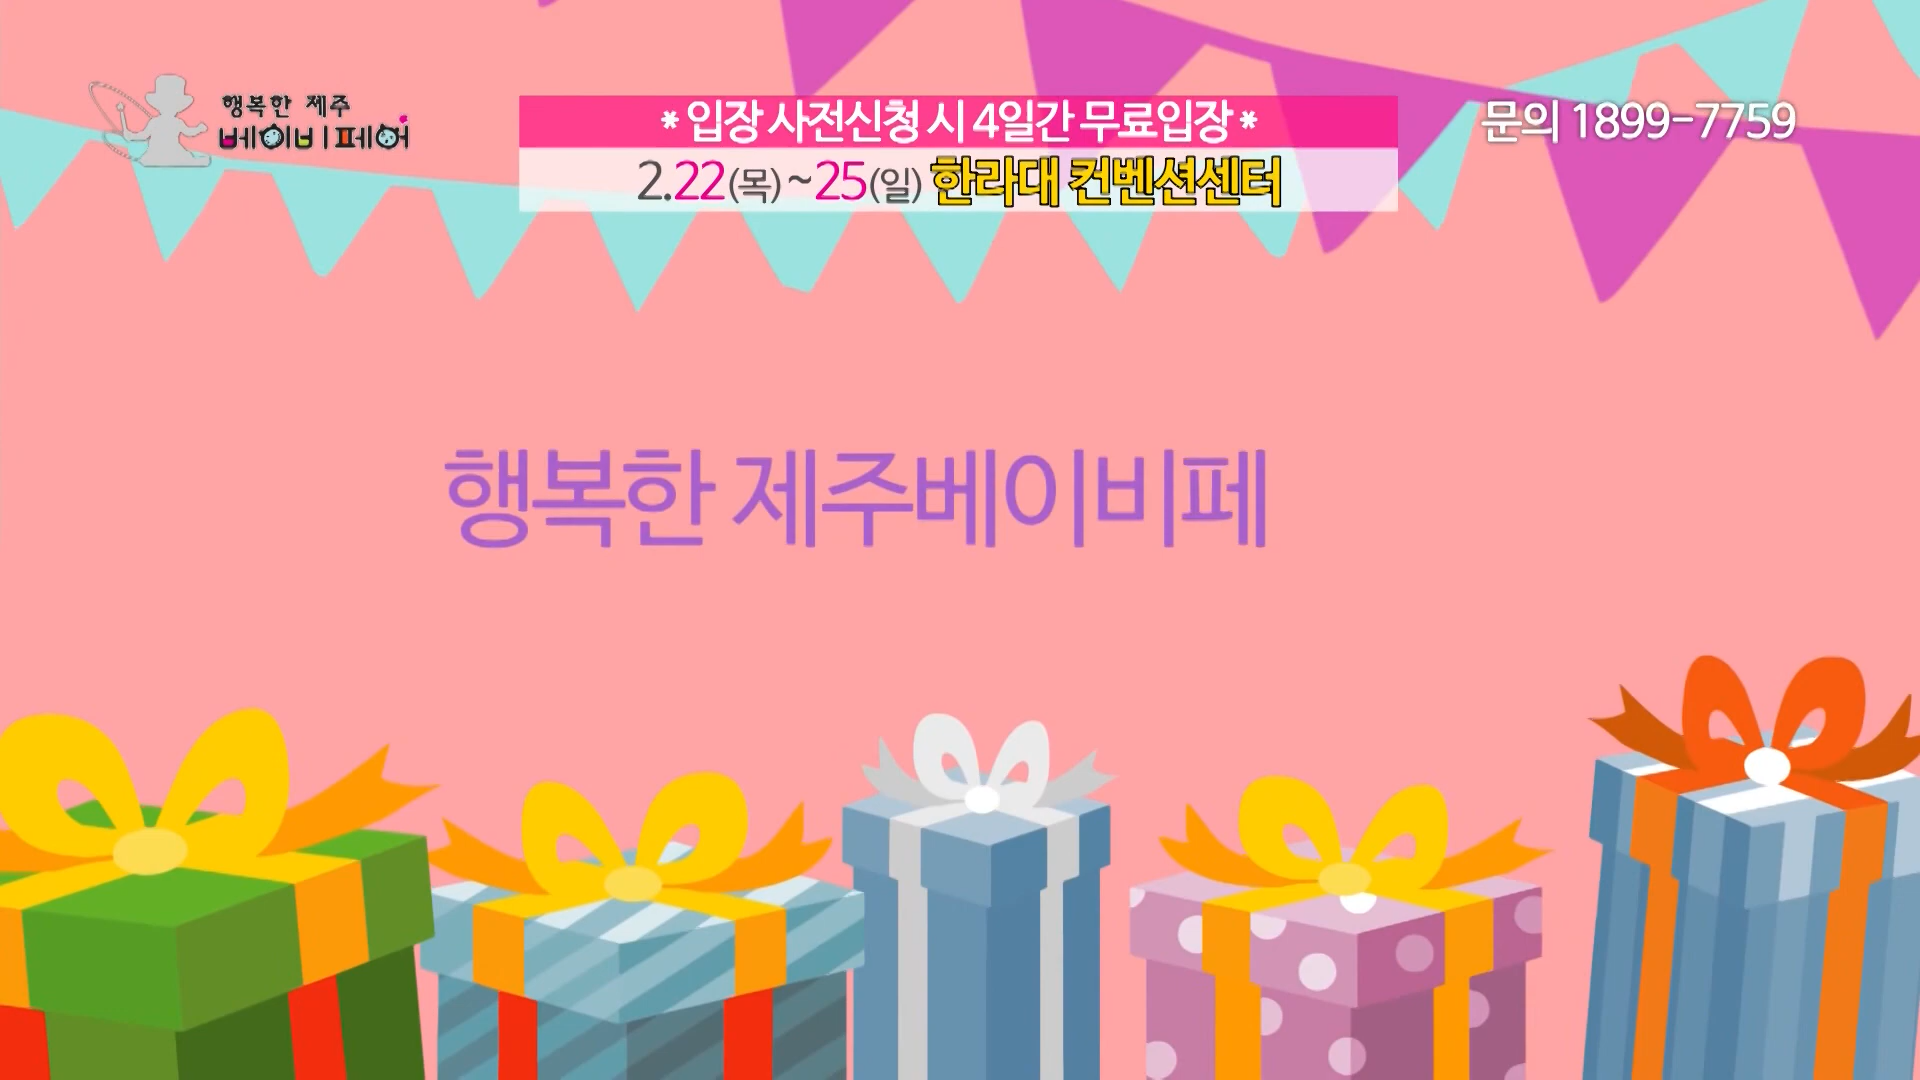 행복한 제주
베이비페어
* 입장 사전신청 시 4일간 무료입장 *
2.22(목)~25(일) 한라대 컨벤션센터
문의 1899-7759
행복한 제주베이비페